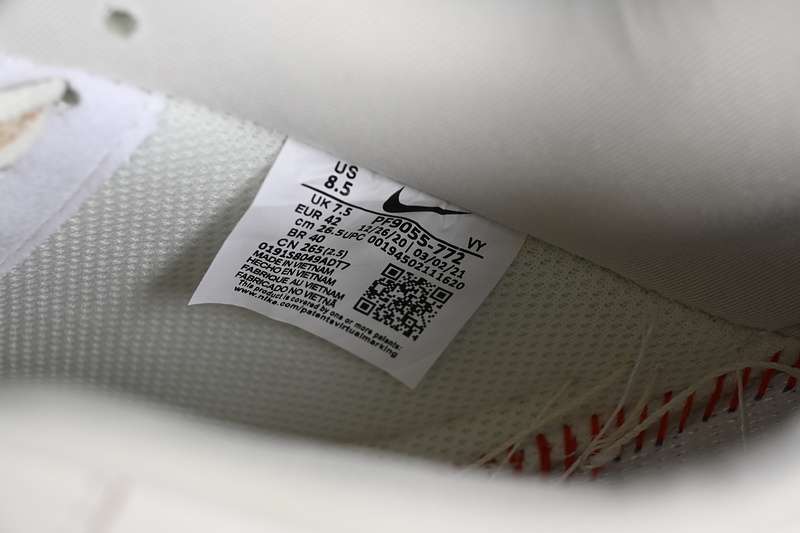 US
8.5
UK 7.5
EUR 42
cm 26.5
BR 40
CN 265(2.5)
PF9055-772
12/26/20 | 03/02/21
UPC 00194502111620
VY
0191S8049ADT7
MADE IN VIETNAM
HECHO EN VIETNAM
FABRIQUE AU VIETNAM
FABRICADO NO VIETNÃ
This product is covered by one or more patents:
www.nike.com/patentsvirtualmarking